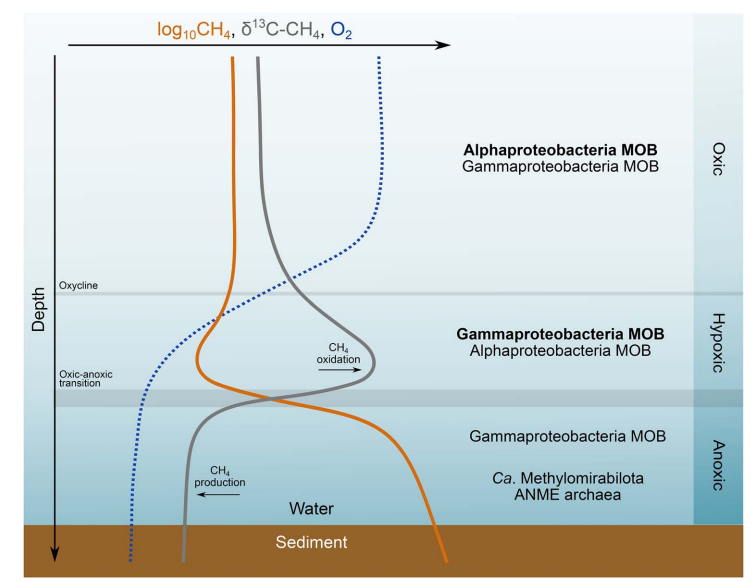 log₁₀CH₄, δ¹³C-CH₄, O₂
Alphaproteobacteria MOB
Gammaproteobacteria MOB
Oxic
Depth
Oxycline
Gammaproteobacteria MOB
Alphaproteobacteria MOB
Hypoxic
CH₄
oxidation
Oxic-anoxic
transition
Gammaproteobacteria MOB
Anoxic
CH₄
production
Ca. Methylomirabilota
ANME archaea
Water
Sediment